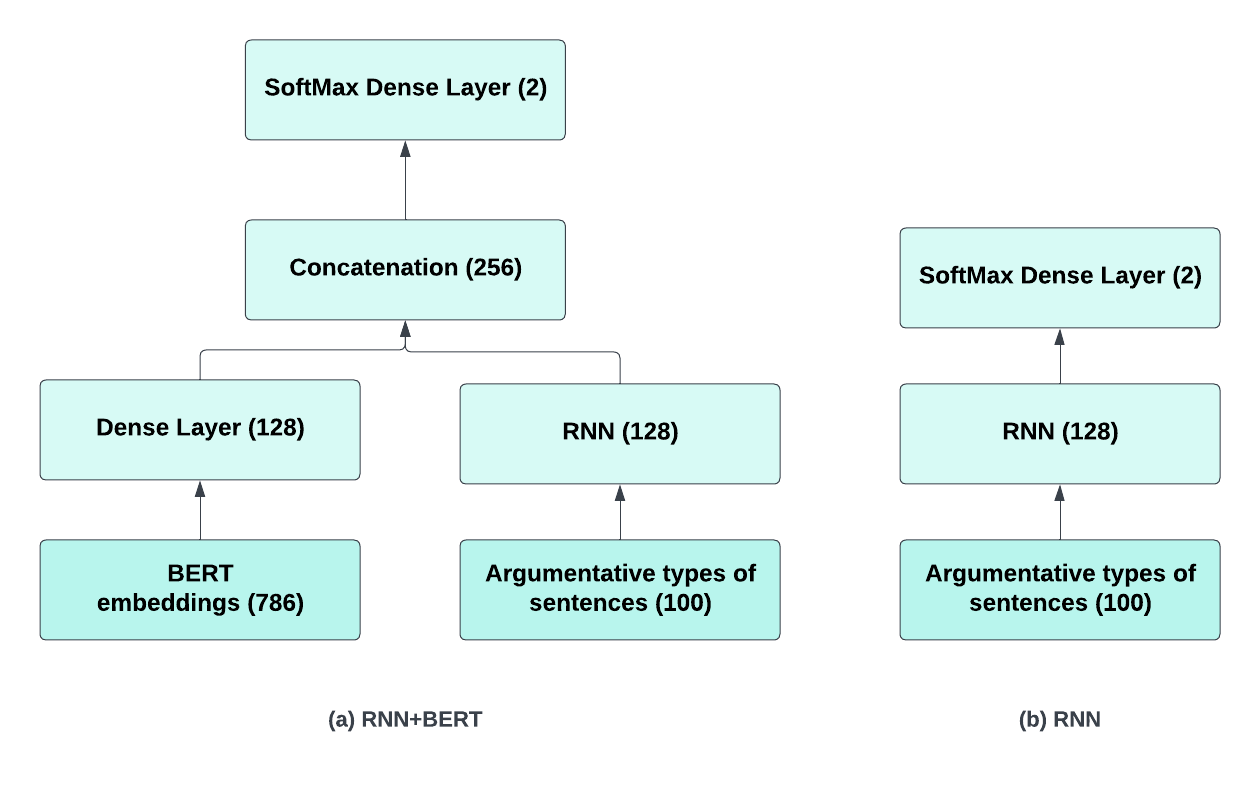 SoftMax Dense Layer (2)
Concatenation (256)
Dense Layer (128)
RNN (128)
BERT
embeddings (786)
Argumentative types of
sentences (100)
(a) RNN+BERT
SoftMax Dense Layer (2)
RNN (128)
Argumentative types of
sentences (100)
(b) RNN